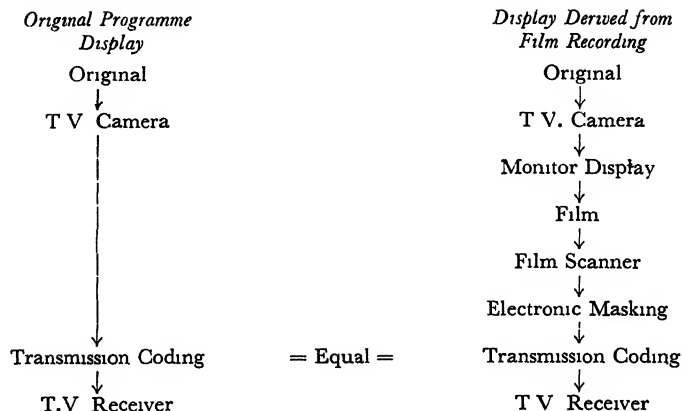 Original Programme
Display
Original
T V Camera
Transmission Coding
T.V Receiver
= Equal =
Display Derived from
Film Recording
Original
T V. Camera
Monitor Display
Film
Film Scanner
Electronic Masking
Transmission Coding
T V Receiver